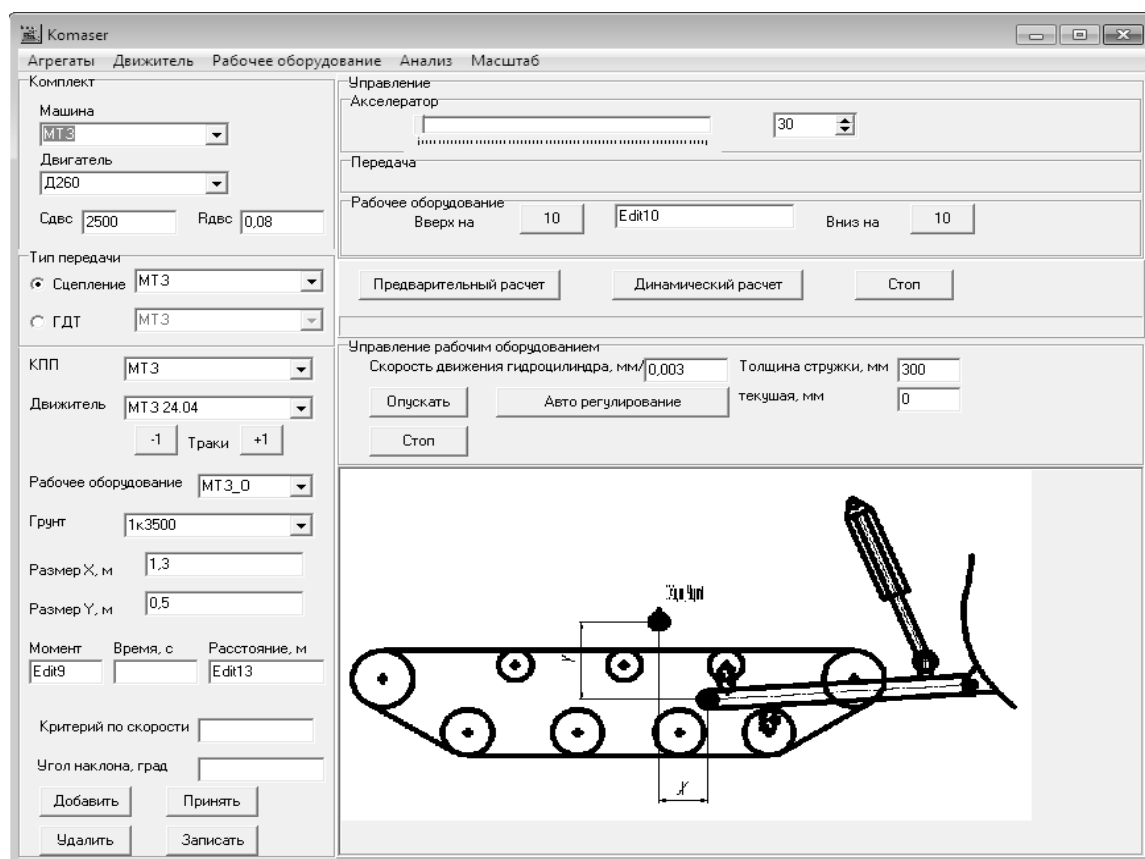 Komaser
Агрегаты Движитель Рабочее оборудование Анализ Масштаб
Комплект
Машина
МТЗ
Двигатель
Д260
Сдвс 2500 Rдвс 0,08
Тип передачи
Сцепление МТЗ
ГДТ МТЗ
КПП МТЗ
Движитель МТЗ 24.04
-1 Траки +1
Рабочее оборудование МТЗ_0
Грунт 1к3500
Размер X, м 1,3
Размер Y, м 0,5
Момент Время, с Расстояние, м
Edit9 Edit13
Критерий по скорости
Угол наклона, град
Добавить Принять
Удалить Записать
Управление
Акселератор
30
Передача
Рабочее оборудование
Вверх на 10 Edit10 Вниз на 10
Предварительный расчет Динамический расчет Стоп
Управление рабочим оборудованием
Скорость движения гидроцилиндра, мм/ 0,003 Толщина стружки, мм 300
Опускать Авто регулирование текушая, мм 0
Стоп
Y
X